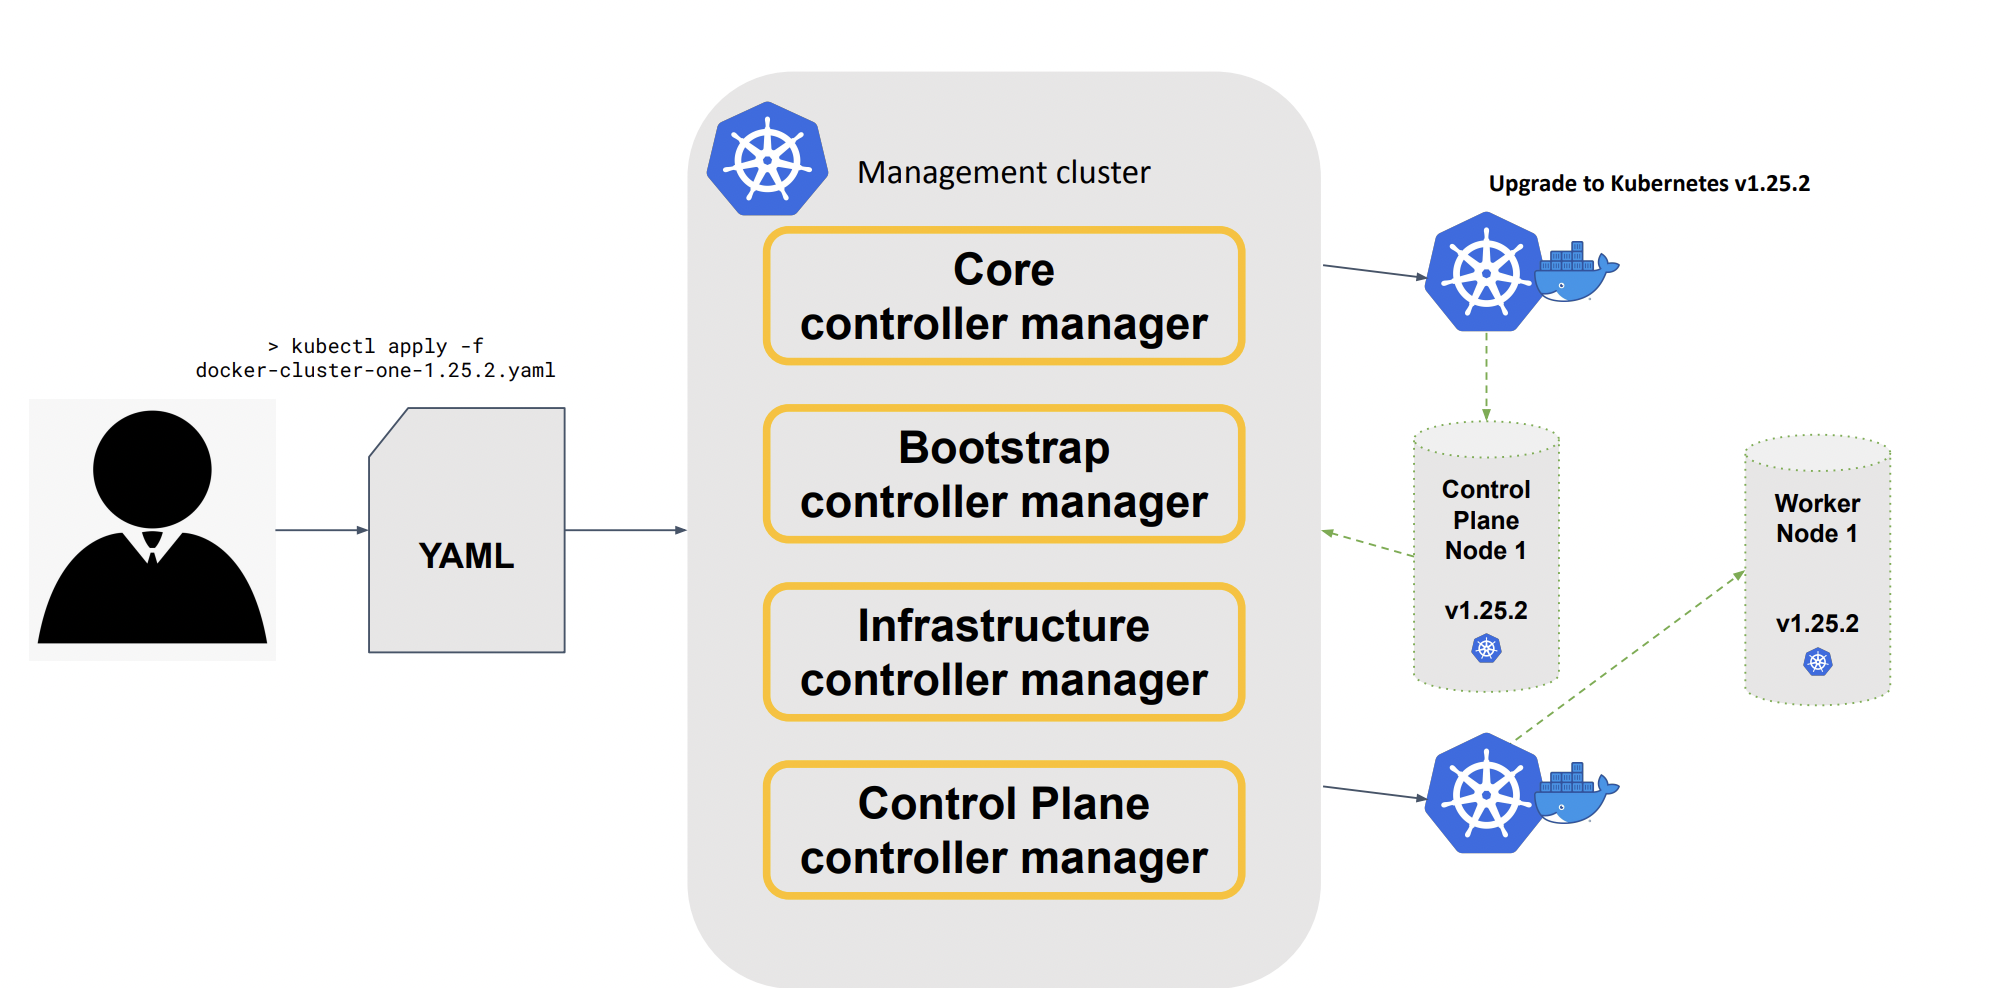 > kubectl apply -f
docker-cluster-one-1.25.2.yaml
YAML
Management cluster
Core
controller manager
Bootstrap
controller manager
Infrastructure
controller manager
Control Plane
controller manager
Upgrade to Kubernetes v1.25.2
Control
Plane
Node 1
v1.25.2
Worker
Node 1
v1.25.2